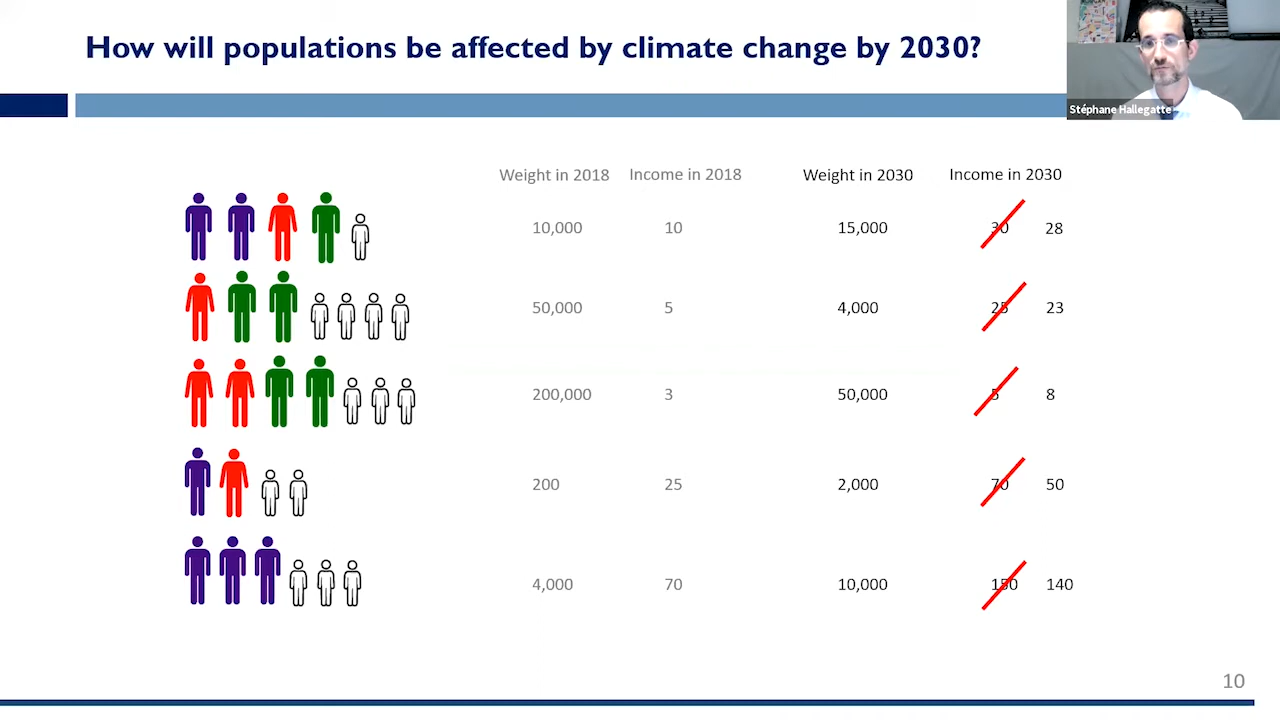 How will populations be affected by climate change by 2030?
Stéphane Hallegatte
Weight in 2018 Income in 2018 Weight in 2030 Income in 2030
10,000 10 15,000 30 28
50,000 5 4,000 25 23
200,000 3 50,000 5 8
200 25 2,000 70 50
4,000 70 10,000 150 140
10